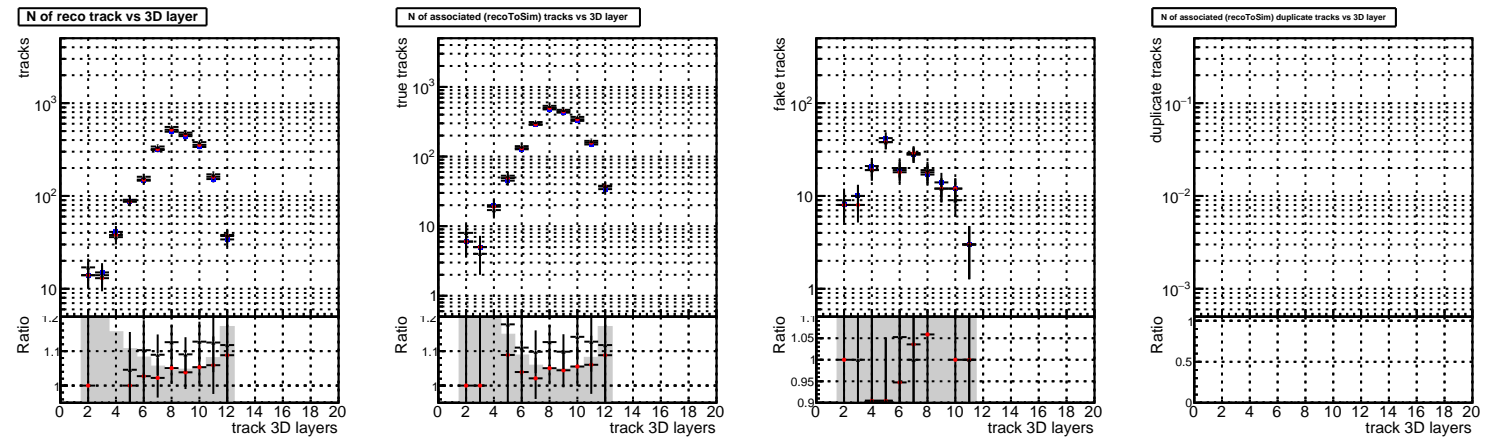 N of reco track vs 3D layer
tracks
10³
10²
10
Ratio
1.2
1.1
1
0 2 4 6 8 10 12 14 16 18 20
track 3D layers
N of associated (recoToSim) tracks vs 3D layer
true tracks
10³
10²
10
1
Ratio
1.2
1.1
1
0 2 4 6 8 10 12 14 16 18 20
track 3D layers
fake tracks
10²
10
1
Ratio
1.1
1.05
1
0.95
0.9
0 2 4 6 8 10 12 14 16 18 20
track 3D layers
N of associated (recoToSim) duplicate tracks vs 3D layer
duplicate tracks
10⁻¹
10⁻²
10⁻³
Ratio
1
0.5
0
0 2 4 6 8 10 12 14 16 18 20
track 3D layers